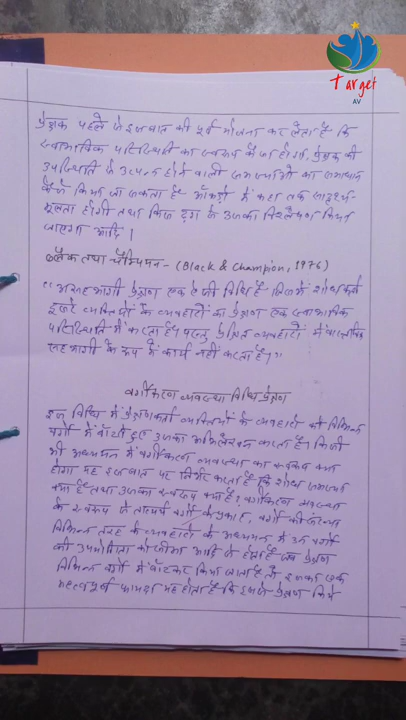 Target
AV
प्रेक्षक पहले से इस बात की पूर्व योजना कर लेता है कि
स्वाभाविक परिस्थिति का स्वरूप कैसा होगा, प्रेक्षक की
उपस्थिति से उत्पन्न होने वाली समस्याओं का समाधान
कैसे किया जा सकता है आँकड़ों में कहा तक सादृश्य-
मूलता होगी तथा किस ढ़ग से उनका विश्लेषण किया
जाएगा आदि।
ब्लैक तथा चैम्पियन - (Black & Champion, 1976)
"असहभागी प्रेक्षण एक ऐसी विधि है जिसमें शोधकर्ता
दूसरे व्यक्तियों के व्यवहारों का प्रेक्षण एक स्वाभाविक
परिस्थिति में करता है। परन्तु प्रेक्षित व्यवहारों में वास्तविक
सहभागी के रूप में कार्य नहीं करता है।"
वर्गीकरण व्यवस्था विधि प्रेक्षण
इस विधि में प्रेक्षणकर्ता व्यक्तियों के व्यवहारों को विभिन्न
वर्गों में बाँटते हुए उनका अभिलेखन करता है। किसी
भी अध्ययन में वर्गीकरण व्यवस्था का स्वरूप क्या
होगा यह इस बात पर निर्भर करता है कि शोध समस्या
क्या है तथा उसका स्वरूप क्या है? वर्गीकरण व्यवस्था
के स्वरूप से तात्पर्य वर्गों के प्रकार, वर्गों की संख्या
विभिन्न तरह के व्यवहारों के अध्ययन में उन वर्गों
की उपयोगिता की सीमा आदि से होता है जब प्रेक्षण
विभिन्न वर्गों में बाँटकर किया जाता है तो इसका एक
महत्वपूर्ण फायदा यह होता है कि इससे प्रेक्षण किये